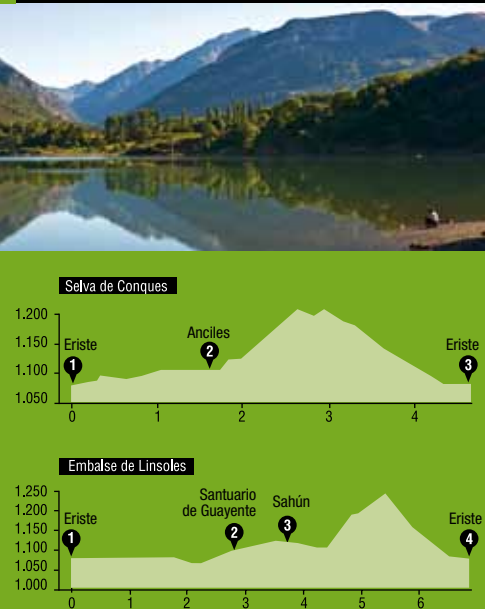 Selva de Conques
1.200
1.150
1.100
1.050
Eriste
1
Anciles
2
Eriste
3
0 1 2 3 4
Embalse de Linsoles
1.250
1.200
1.150
1.100
1.050
1.000
Eriste
1
Santuario
de Guayente
2
Sahún
3
Eriste
4
0 1 2 3 4 5 6